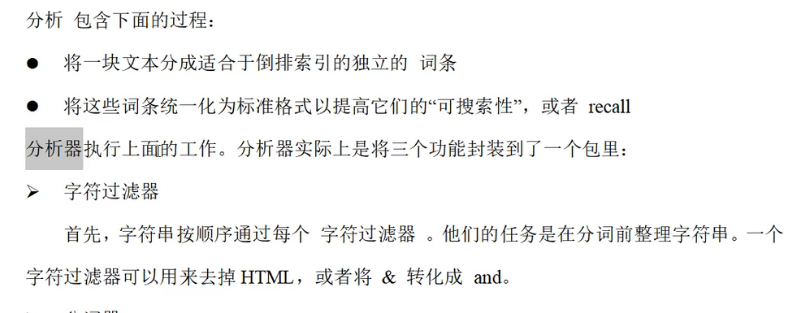 分析 包含下面的过程：
● 将一块文本分成适合于倒排索引的独立的 词条
● 将这些词条统一化为标准格式以提高它们的“可搜索性”，或者 recall
分析器执行上面的工作。分析器实际上是将三个功能封装到了一个包里：
➢ 字符过滤器
首先，字符串按顺序通过每个 字符过滤器 。他们的任务是在分词前整理字符串。一个
字符过滤器可以用来去掉 HTML，或者将 & 转化成 and。